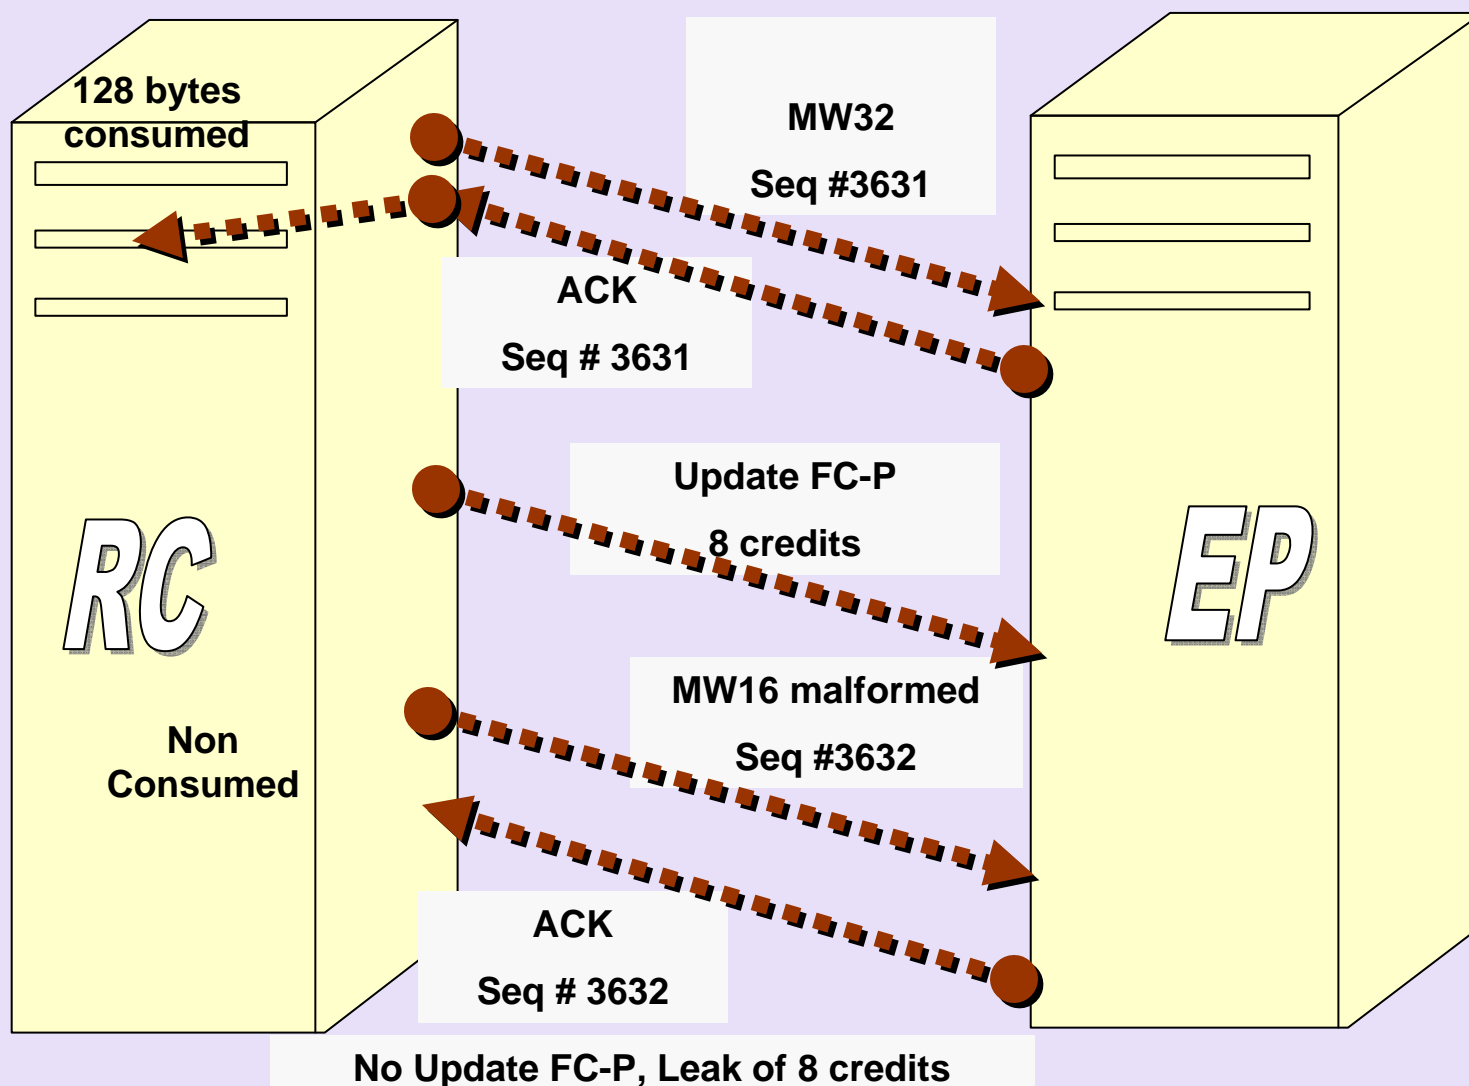 128 bytes
consumed
MW32
Seq #3631
ACK
Seq # 3631
Update FC-P
8 credits
RC
EP
MW16 malformed
Seq #3632
Non
Consumed
ACK
Seq # 3632
No Update FC-P, Leak of 8 credits